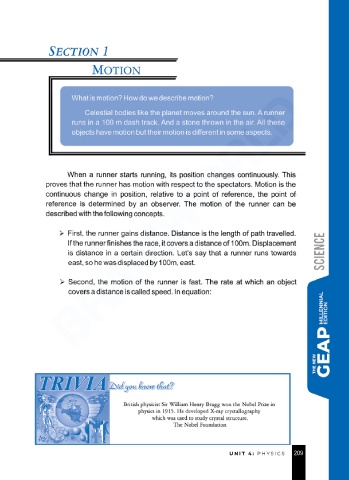 SECTION 1
MOTION
What is motion? How do we describe motion?
Celestial bodies like the planet moves around the sun. A runner
runs in a 100 m dash track. And a stone thrown in the air. All these
objects have motion but their motion is different in some aspects.
When a runner starts running, its position changes continuously. This
proves that the runner has motion with respect to the spectators. Motion is the
continuous change in position, relative to a point of reference, the point of
reference is determined by an observer. The motion of the runner can be
described with the following concepts.
➢ First, the runner gains distance. Distance is the length of path travelled.
If the runner finishes the race, it covers a distance of 100m. Displacement
is distance in a certain direction. Let's say that a runner runs towards
east, so he was displaced by 100m, east.
➢ Second, the motion of the runner is fast. The rate at which an object
covers a distance is called speed. In equation:
SCIENCE
THE NEW
GEAP MILLENNIAL
EDITION
TRIVIA Did you know that?
British physicist Sir William Henry Bragg won the Nobel Prize in
physics in 1915. He developed X-ray crystallography
which was used to study crystal structure.
The Nobel Foundation
UNIT 4: PHYSICS 209